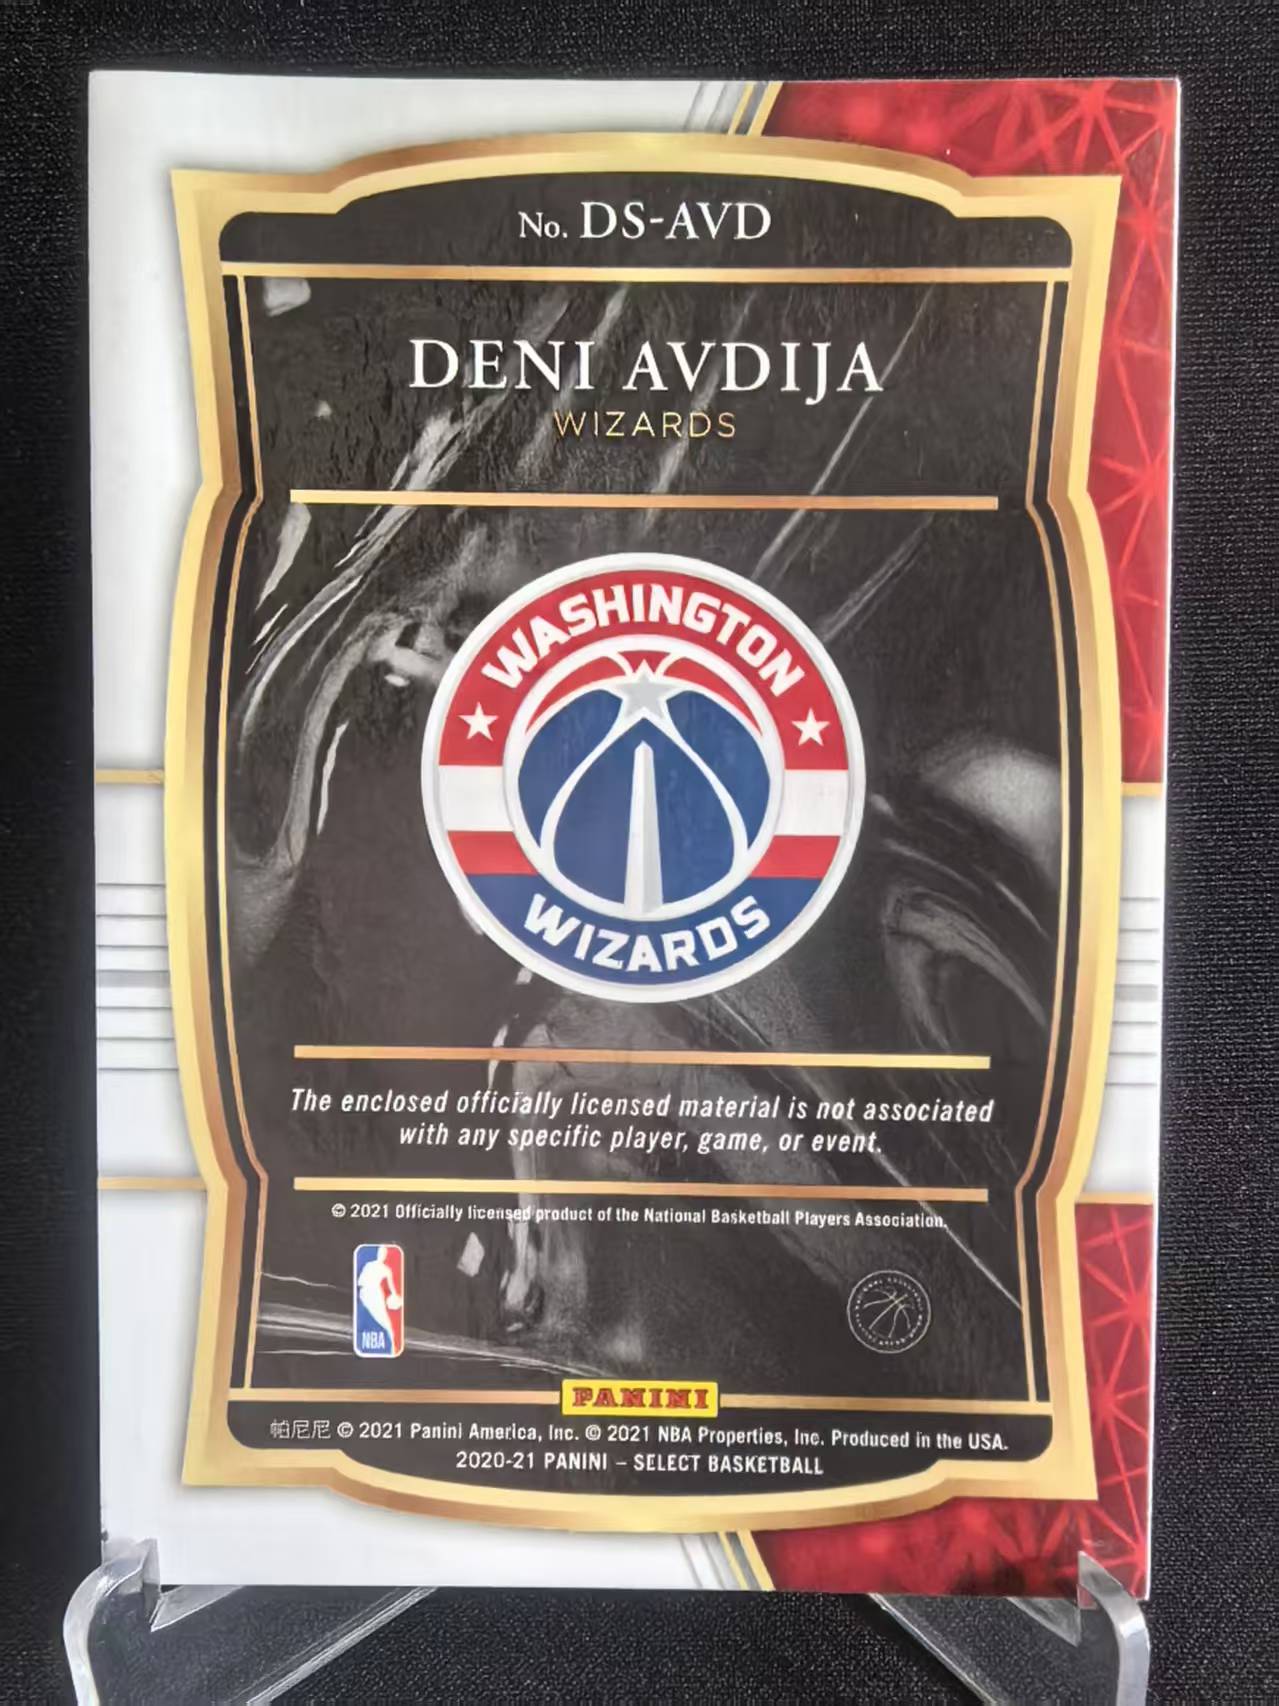 No. DS-AVD
DENI AVDIJA
WIZARDS
WASHINGTON
WIZARDS
The enclosed officially licensed material is not associated
with any specific player, game, or event.
© 2021 Officially licensed product of the National Basketball Players Association.
NBA
PANINI
帕尼尼 © 2021 Panini America, Inc. © 2021 NBA Properties, Inc. Produced in the USA.
2020-21 PANINI – SELECT BASKETBALL